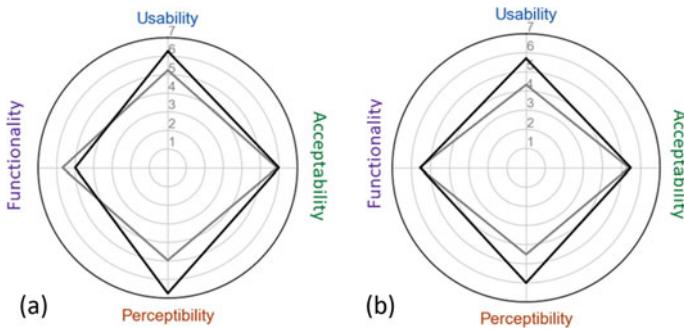 Usability
7
6
5
4
3
2
1
Functionality
Acceptability
Perceptibility
(a)
Usability
7
6
5
4
3
2
1
Functionality
Acceptability
Perceptibility
(b)